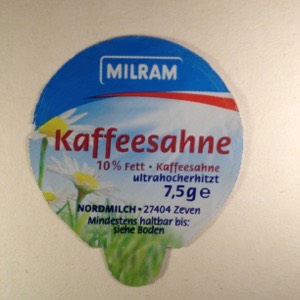 MILRAM
Kaffeesahne
10% Fett • Kaffeesahne
ultrahocherhitzt
7,5g e
NORDMILCH • 27404 Zeven
Mindestens haltbar bis:
siehe Boden